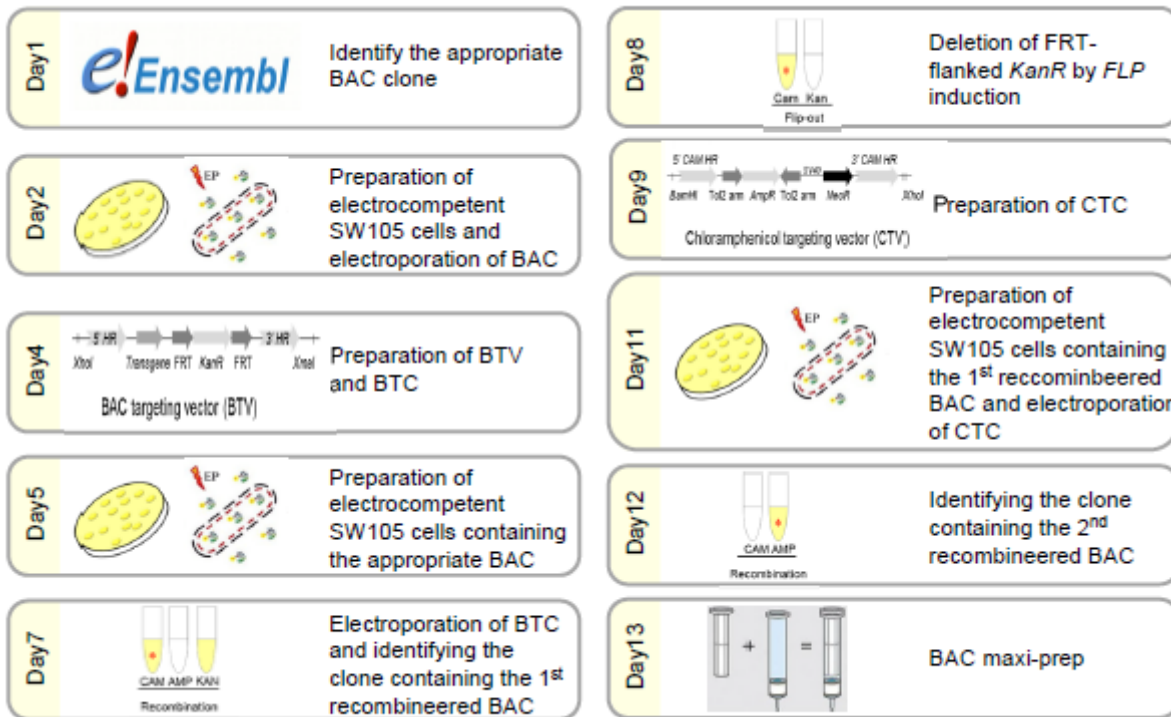 Day1
e!Ensembl
Identify the appropriate
BAC clone
Day2
EP
Preparation of
electrocompetent
SW105 cells and
electroporation of BAC
Day4
5' HR 3' HR
XhoI Transgene FRT KanR FRT XmaI
BAC targeting vector (BTV)
Preparation of BTV
and BTC
Day5
EP
Preparation of
electrocompetent
SW105 cells containing
the appropriate BAC
Day7
CAM AMP KAN
Recombination
Electroporation of BTC
and identifying the
clone containing the 1st
recombineered BAC
Day8
Cam Kan
Flip-out
Deletion of FRT-
flanked KanR by FLP
induction
Day9
5' CAM HR 3' CAM HR
BamHI Tol2 arm AmpR Tol2 arm NeoR XhoI
Chloramphenicol targeting vector (CTV)
Preparation of CTC
Day11
EP
Preparation of
electrocompetent
SW105 cells containing
the 1st reccominbeered
BAC and electroporation
of CTC
Day12
CAM AMP
Recombination
Identifying the clone
containing the 2nd
recombineered BAC
Day13
+ =
BAC maxi-prep